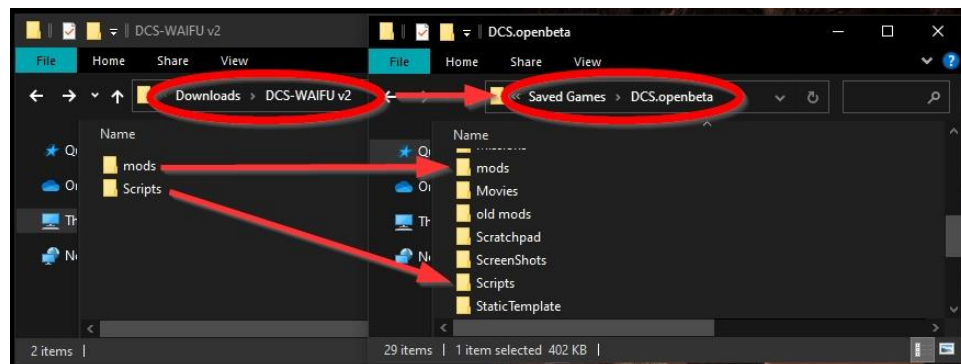 DCS-WAIFU v2
File Home Share View
Downloads > DCS-WAIFU v2
Name
mods
Scripts
2 items
DCS.openbeta
File Home Share View
Saved Games > DCS.openbeta
Name
mods
Movies
old mods
Scratchpad
ScreenShots
Scripts
StaticTemplate
29 items 1 item selected 402 KB